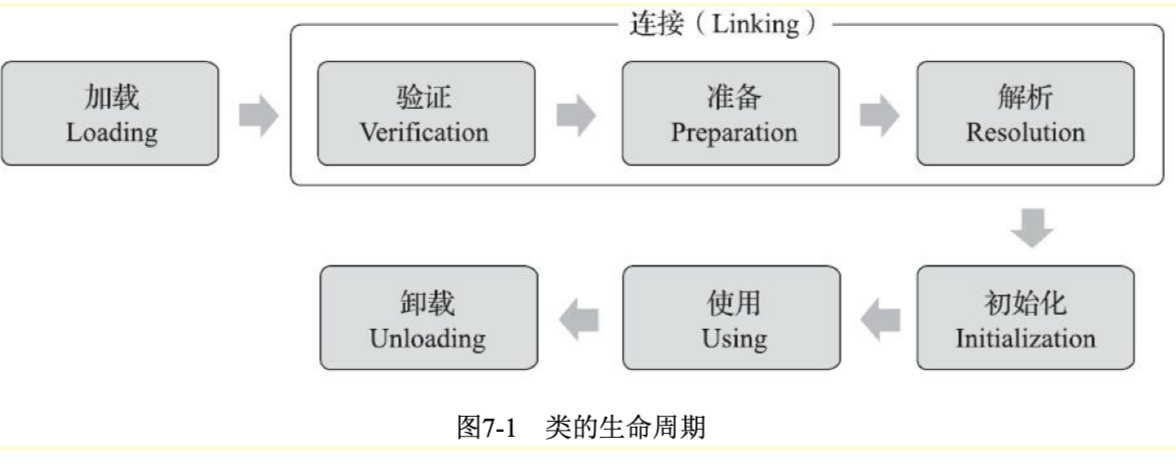 连接（Linking）
加载
Loading
验证
Verification
准备
Preparation
解析
Resolution
初始化
Initialization
使用
Using
卸载
Unloading
图7-1 类的生命周期